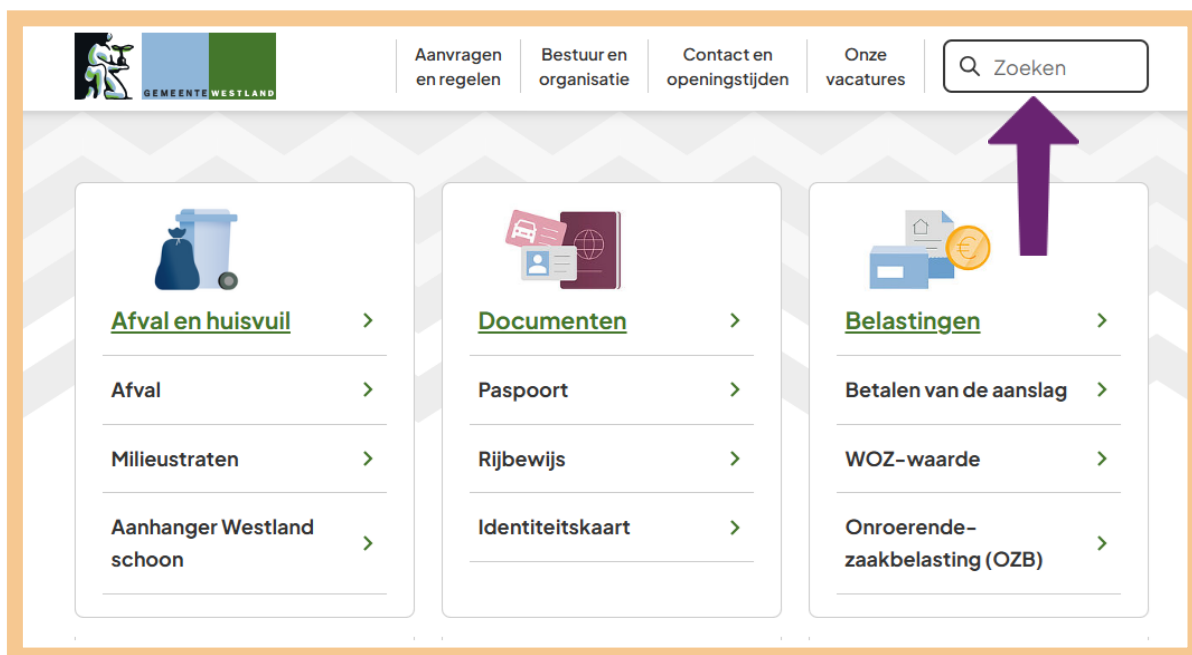 GEMEENTE WESTLAND
Aanvragen
en regelen
Bestuur en
organisatie
Contact en
openingstijden
Onze
vacatures
Zoeken
Afval en huisvuil
Afval
Milieustraten
Aanhanger Westland
schoon
Documenten
Paspoort
Rijbewijs
Identiteitskaart
Belastingen
Betalen van de aanslag
WOZ-waarde
Onroerende-
zaakbelasting (OZB)